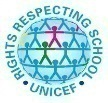 RIGHTS RESPECTING SCHOOL
UNICEF